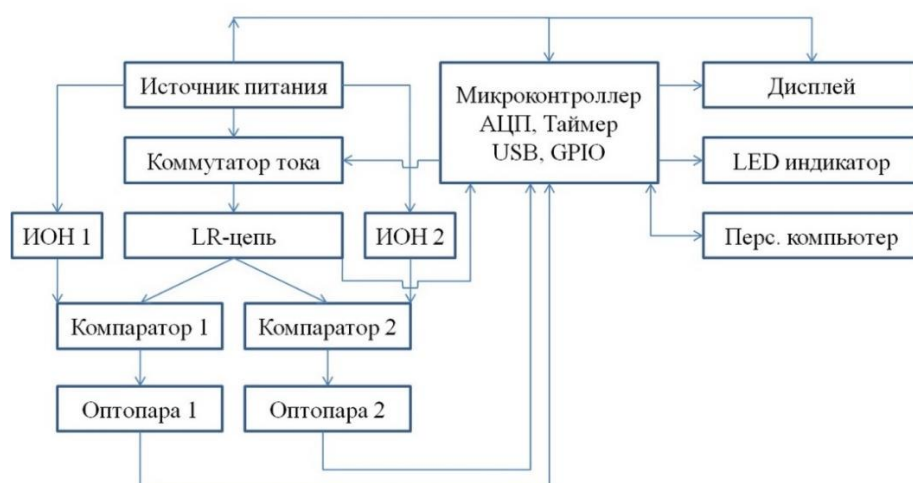 Источник питания
Микроконтроллер
АЦП, Таймер
USB, GPIO
Дисплей
Коммутатор тока
LED индикатор
ИОН 1
LR-цепь
ИОН 2
Перс. компьютер
Компаратор 1
Компаратор 2
Оптопара 1
Оптопара 2